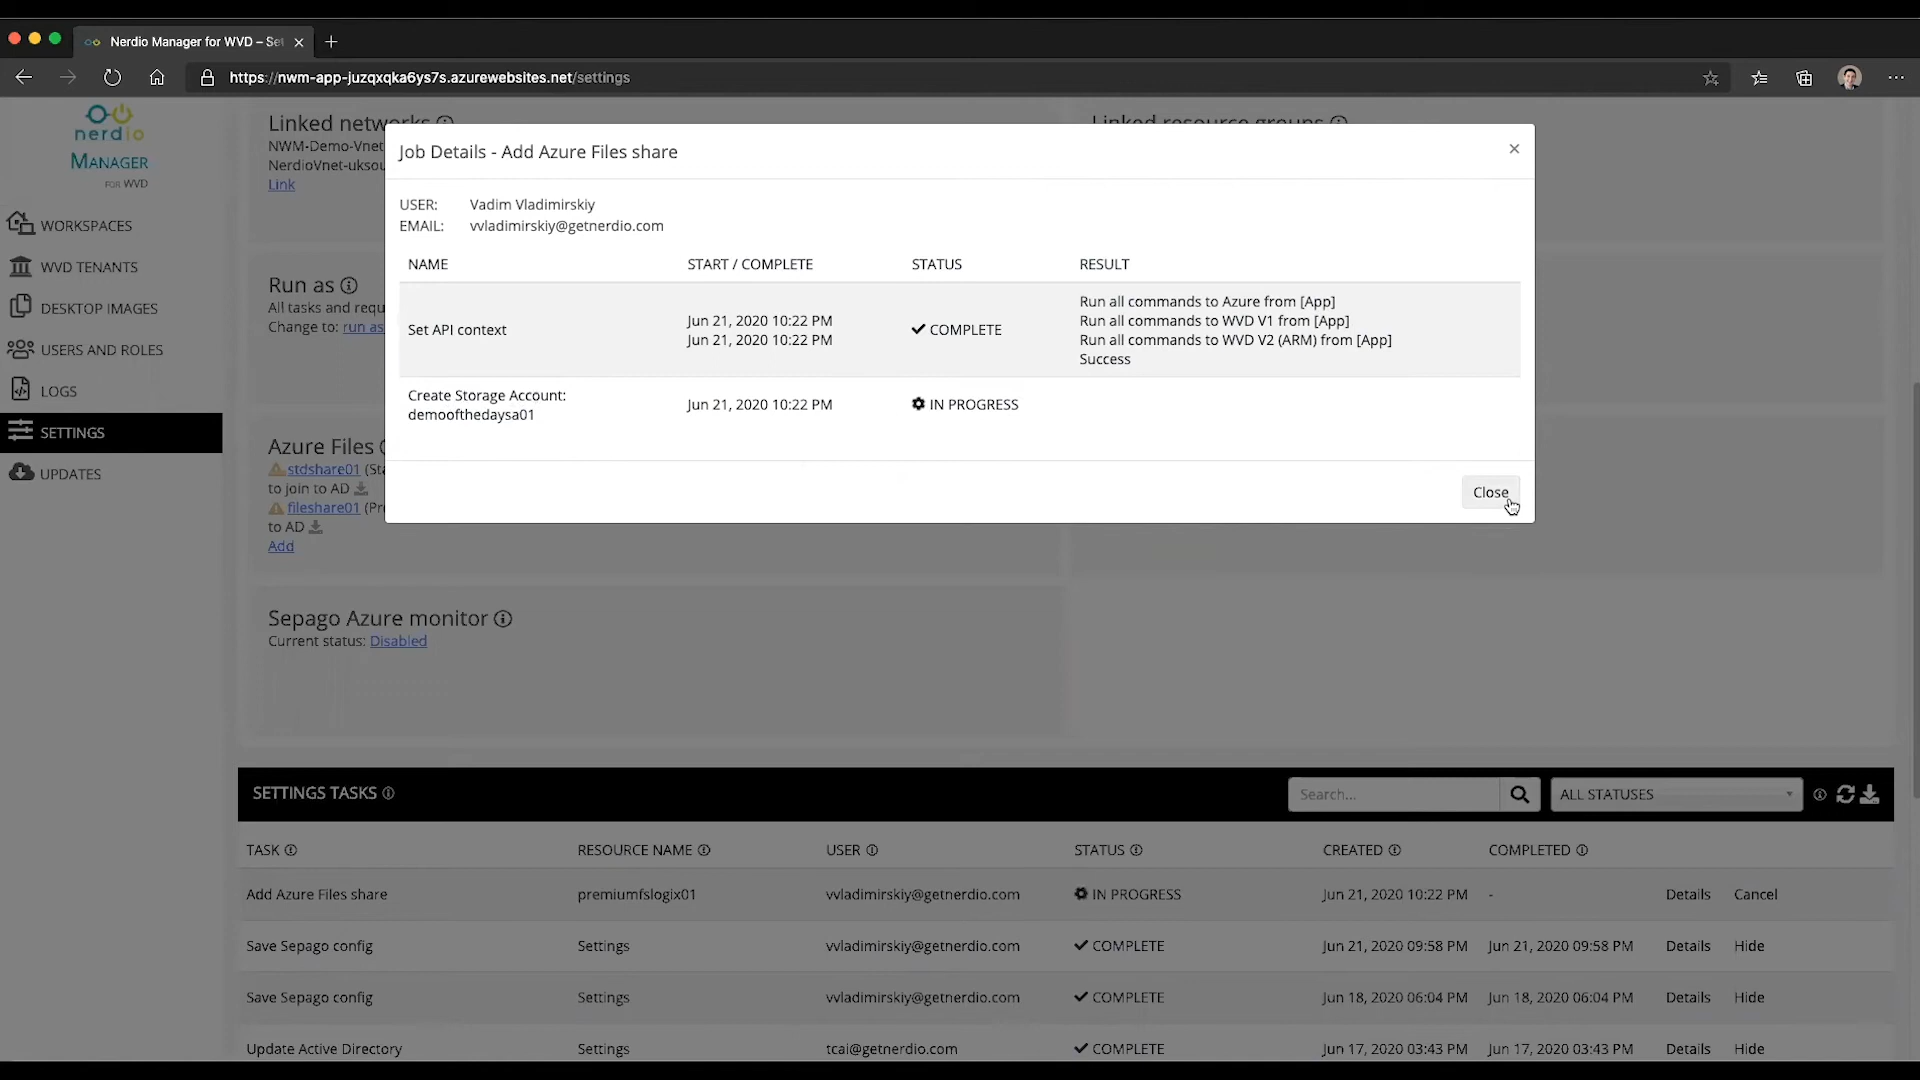 Nerdio Manager for WVD – Set
https://nwm-app-juzqxqka6ys7s.azurewebsites.net/settings
nerdio
MANAGER
FOR WVD
WORKSPACES
WVD TENANTS
DESKTOP IMAGES
USERS AND ROLES
LOGS
SETTINGS
UPDATES
Linked networks
NWM-Demo-Vnet
NerdioVnet-uksou
Link
Linked resource groups
Run as
All tasks and requ
Change to: run as
Azure Files
stdshare01 (Sta
to join to AD
fileshare01 (Pre
to AD
Add
Sepago Azure monitor
Current status: Disabled
Job Details - Add Azure Files share
USER: Vadim Vladimirskiy
EMAIL: vvladimirskiy@getnerdio.com
NAME START / COMPLETE STATUS RESULT
Set API context
Jun 21, 2020 10:22 PM
Jun 21, 2020 10:22 PM
COMPLETE
Run all commands to Azure from [App]
Run all commands to WVD V1 from [App]
Run all commands to WVD V2 (ARM) from [App]
Success
Create Storage Account:
demoofthedaysa01
Jun 21, 2020 10:22 PM
IN PROGRESS
Close
SETTINGS TASKS
Search...
ALL STATUSES
TASK RESOURCE NAME USER STATUS CREATED COMPLETED
Add Azure Files share premiumfslogix01 vvladimirskiy@getnerdio.com IN PROGRESS Jun 21, 2020 10:22 PM - Details Cancel
Save Sepago config Settings vvladimirskiy@getnerdio.com COMPLETE Jun 21, 2020 09:58 PM Jun 21, 2020 09:58 PM Details Hide
Save Sepago config Settings vvladimirskiy@getnerdio.com COMPLETE Jun 18, 2020 06:04 PM Jun 18, 2020 06:04 PM Details Hide
Update Active Directory Settings tcai@getnerdio.com COMPLETE Jun 17, 2020 03:43 PM Jun 17, 2020 03:43 PM Details Hide